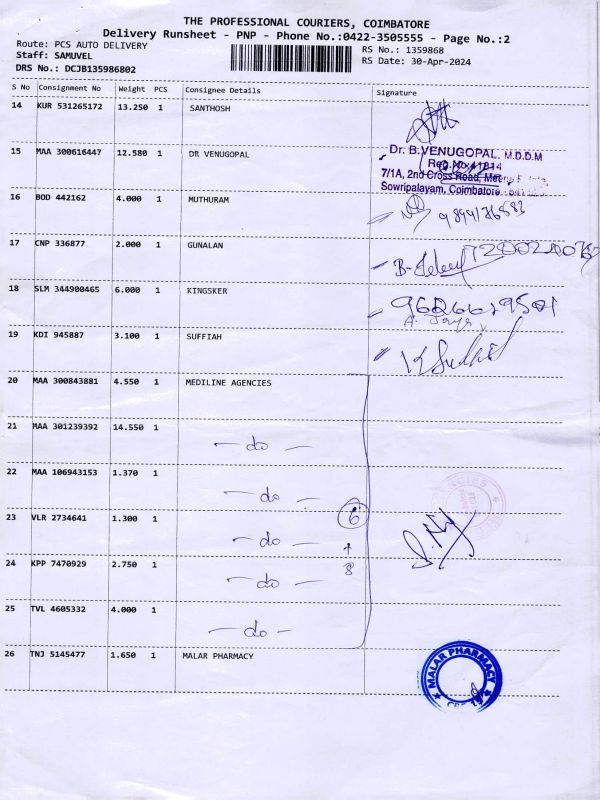 THE PROFESSIONAL COURIERS, COIMBATORE
Delivery Runsheet - PNP - Phone No.:0422-3505555 - Page No.:2
Route: PCS AUTO DELIVERY
RS No.: 1359868
Staff: SAMUVEL
RS Date: 30-Apr-2024
DRS No.: DCJB135986802
S No Consignment No Weight PCS Consignee Details Signature
14 KUR 531265172 13.250 1 SANTHOSH
15 MAA 300616447 12.580 1 DR VENUGOPAL
Dr. B.VENUGOPAL, M.D.D.M
Reg.No:41814
7/1A, 2nd Cross Road,
Sowripalayam, Coimbatore
16 BOD 442162 4.000 1 MUTHURAM
17 CNP 336877 2.000 1 GUNALAN
18 SLM 344900465 6.000 1 KINGSKER
19 KDI 945887 3.100 1 SUFFIAH
20 MAA 300843881 4.550 1 MEDILINE AGENCIES
21 MAA 301239392 14.550 1 - do -
22 MAA 106943153 1.370 1 - do -
23 VLR 2734641 1.300 1 - do -
6
24 KPP 7470929 2.750 1 - do -
25 TVL 4605332 4.000 1 - do -
26 TNJ 5145477 1.650 1 MALAR PHARMACY
MALAR PHARMACY